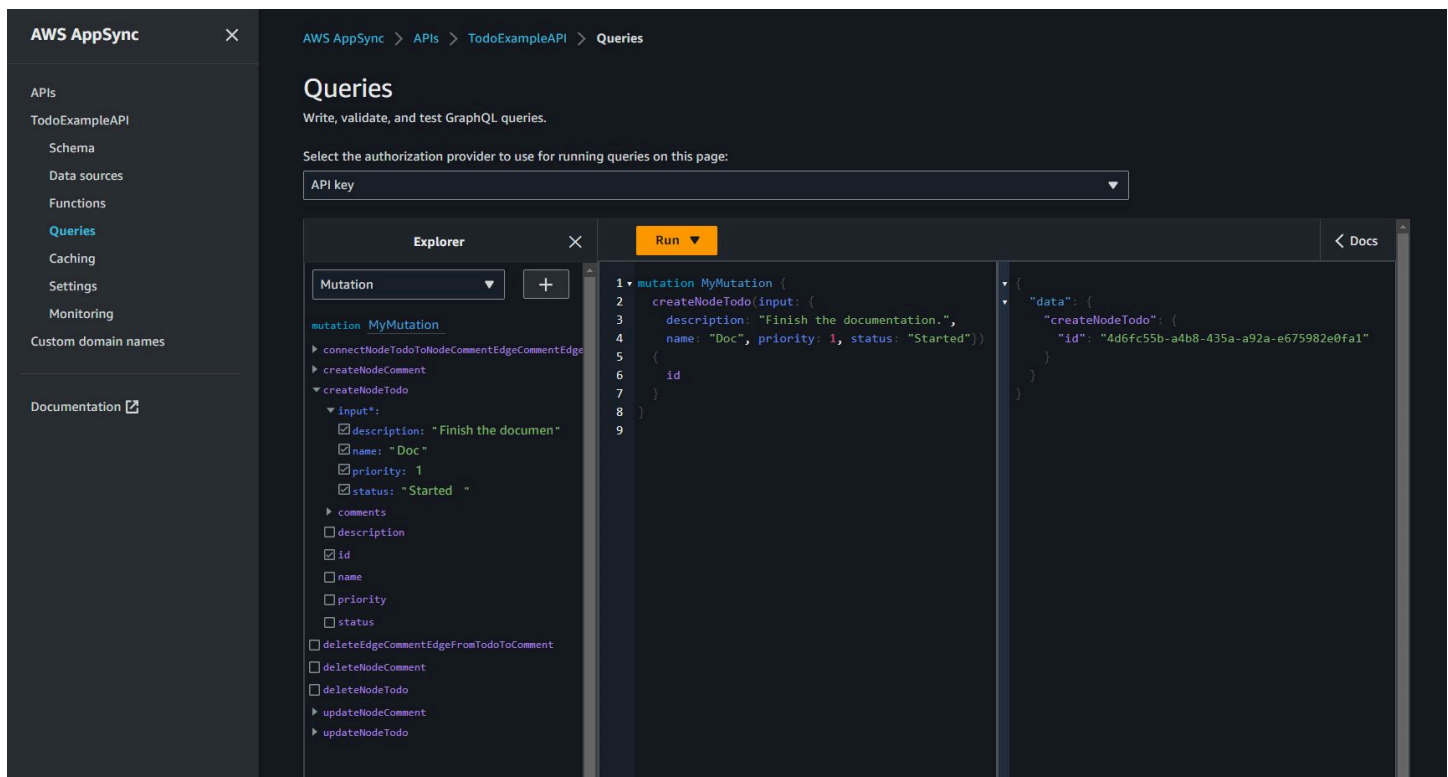 AWS AppSync
APIs
TodoExampleAPI
Schema
Data sources
Functions
Queries
Caching
Settings
Monitoring
Custom domain names
Documentation
AWS AppSync > APIs > TodoExampleAPI > Queries
Queries
Write, validate, and test GraphQL queries.
Select the authorization provider to use for running queries on this page:
API key
Explorer
Mutation
+
mutation MyMutation
connectNodeTodoToNodeCommentEdgeCommentEdge
createNodeComment
createNodeTodo
input*:
description: "Finish the documen"
name: "Doc"
priority: 1
status: "Started "
comments
description
id
name
priority
status
deleteEdgeCommentEdgeFromTodoToComment
deleteNodeComment
deleteNodeTodo
updateNodeComment
updateNodeTodo
Run
< Docs
1 mutation MyMutation {
2 createNodeTodo(input: {
3 description: "Finish the documentation.",
4 name: "Doc", priority: 1, status: "Started"})
5 {
6 id
7 }
8 }
9
{
"data": {
"createNodeTodo": {
"id": "4d6fc55b-a4b8-435a-a92a-e675982e0fa1"
}
}
}